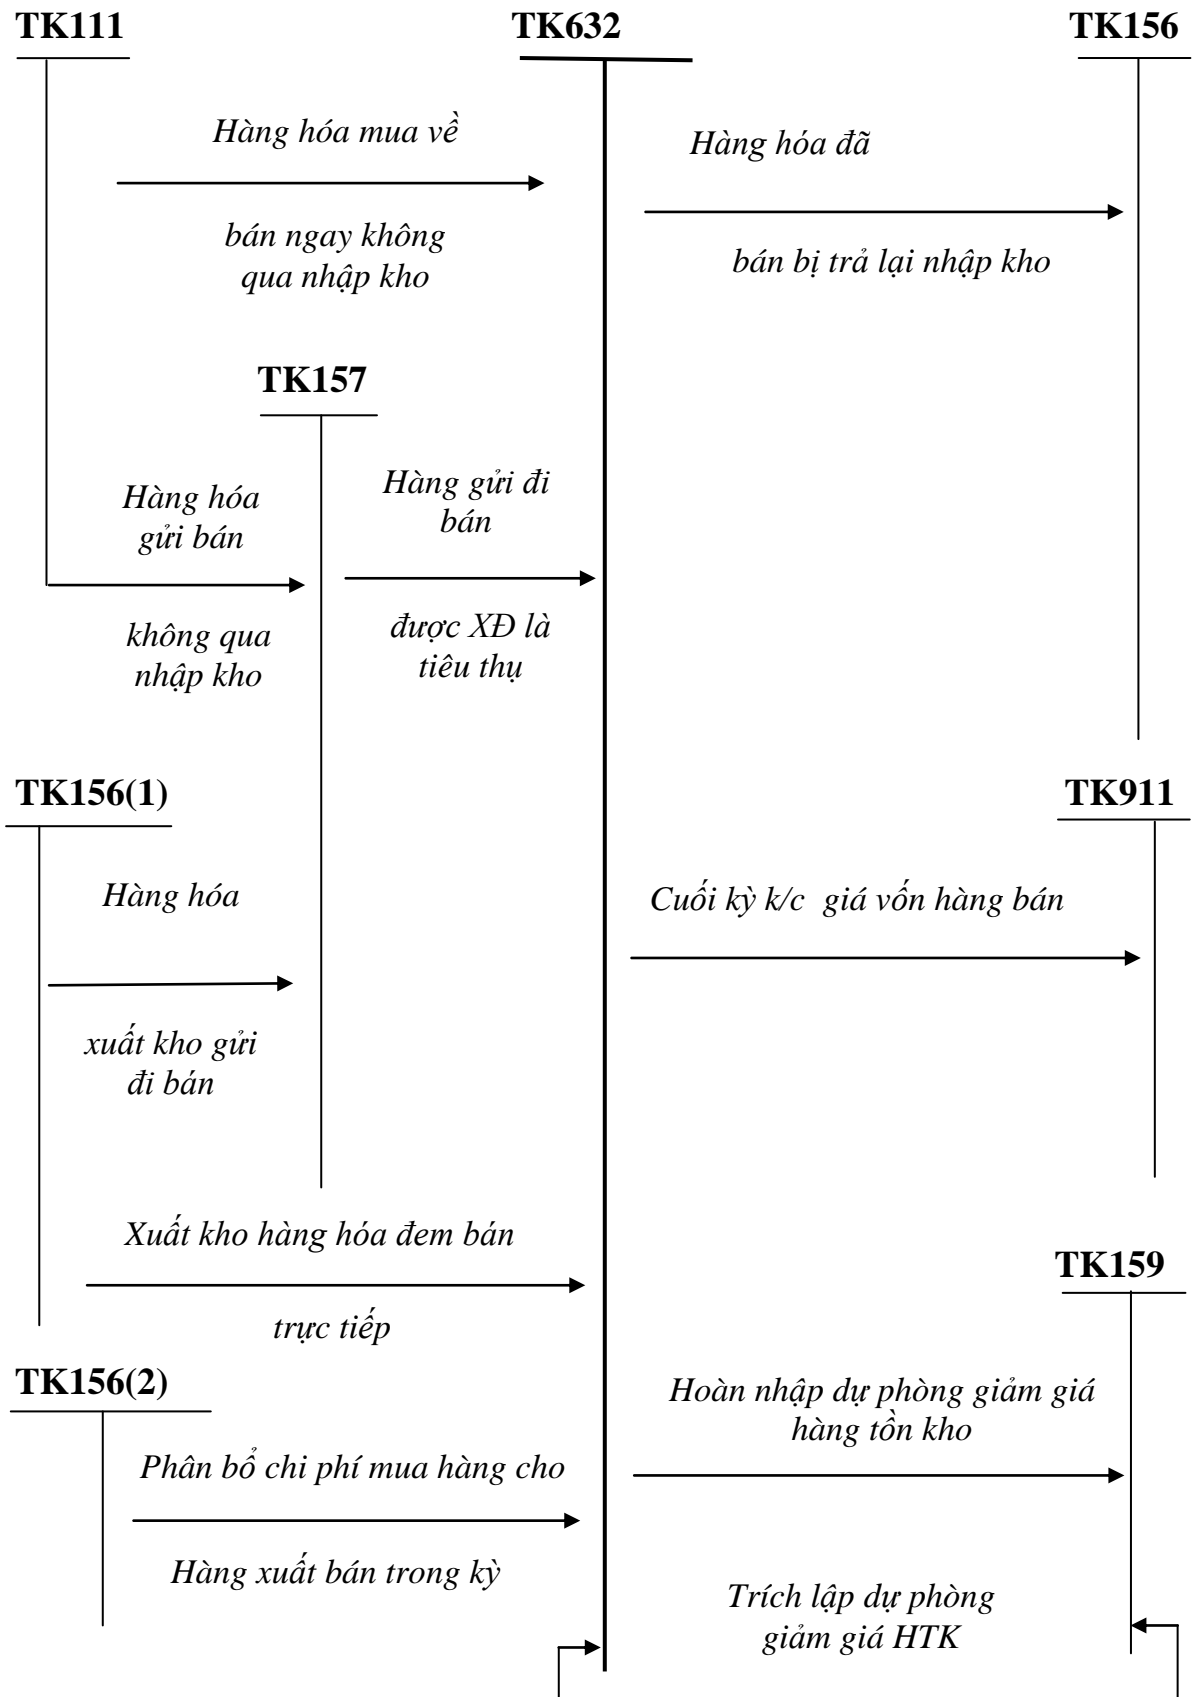 TK111
TK632
TK156
Hàng hóa mua về
Hàng hóa đã
bán ngay không
qua nhập kho
bán bị trả lại nhập kho
TK157
Hàng hóa
gửi bán
Hàng gửi đi
bán
không qua
nhập kho
được XĐ là
tiêu thụ
TK156(1)
TK911
Hàng hóa
Cuối kỳ k/c giá vốn hàng bán
xuất kho gửi
đi bán
Xuất kho hàng hóa đem bán
TK159
trực tiếp
TK156(2)
Hoàn nhập dự phòng giảm giá
hàng tồn kho
Phân bổ chi phí mua hàng cho
Hàng xuất bán trong kỳ
Trích lập dự phòng
giảm giá HTK